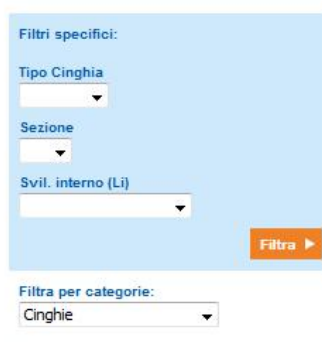 Filtri specifici:
Tipo Cinghia
Sezione
Svil. interno (Li)
Filtra
Filtra per categorie:
Cinghie